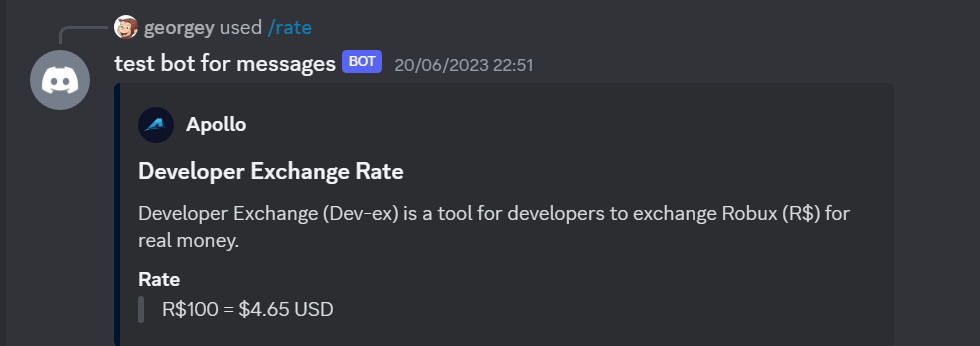 georgey used /rate
test bot for messages BOT 20/06/2023 22:51
Apollo
Developer Exchange Rate
Developer Exchange (Dev-ex) is a tool for developers to exchange Robux (R$) for
real money.
Rate
R$100 = $4.65 USD